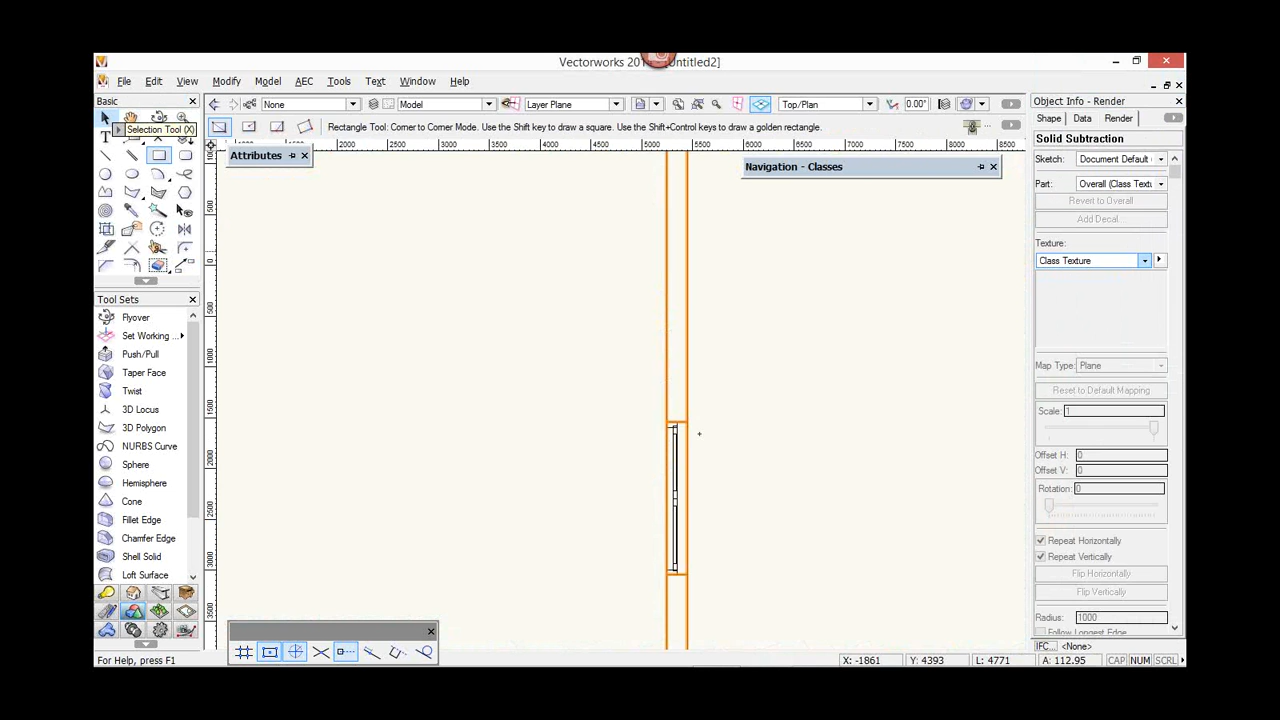 Vectorworks 201
Untitled2]
File Edit View Modify Model AEC Tools Text Window Help
Basic
None
Model
Layer Plane
Top/Plan
0.00°
Object Info - Render
Selection Tool (X)
Rectangle Tool: Corner to Corner Mode. Use the Shift key to draw a square. Use the Shift+Control keys to draw a golden rectangle.
Shape Data Render
2000 2500 3000 3500 4000 4500 5000 5500 6000 6500 7000 7500 8000 8500
Solid Subtraction
Attributes
Navigation - Classes
Sketch: Document Default
Part: Overall (Class Textu
Revert to Overall
Add Decal...
Texture:
Class Texture
500
0
500
1000
1500
2000
2500
3000
3500
Tool Sets
Flyover
Set Working ...
Push/Pull
Taper Face
Twist
3D Locus
3D Polygon
NURBS Curve
Sphere
Hemisphere
Cone
Fillet Edge
Chamfer Edge
Shell Solid
Loft Surface
Map Type: Plane
Reset to Default Mapping
Scale: 1
Offset H: 0
Offset V: 0
Rotation: 0
Repeat Horizontally
Repeat Vertically
Flip Horizontally
Flip Vertically
Radius: 1000
Follow Longest Edge
IFC... <None>
For Help, press F1
X: -1861 Y: 4393 L: 4771 A: 112.95 CAP NUM SCRL